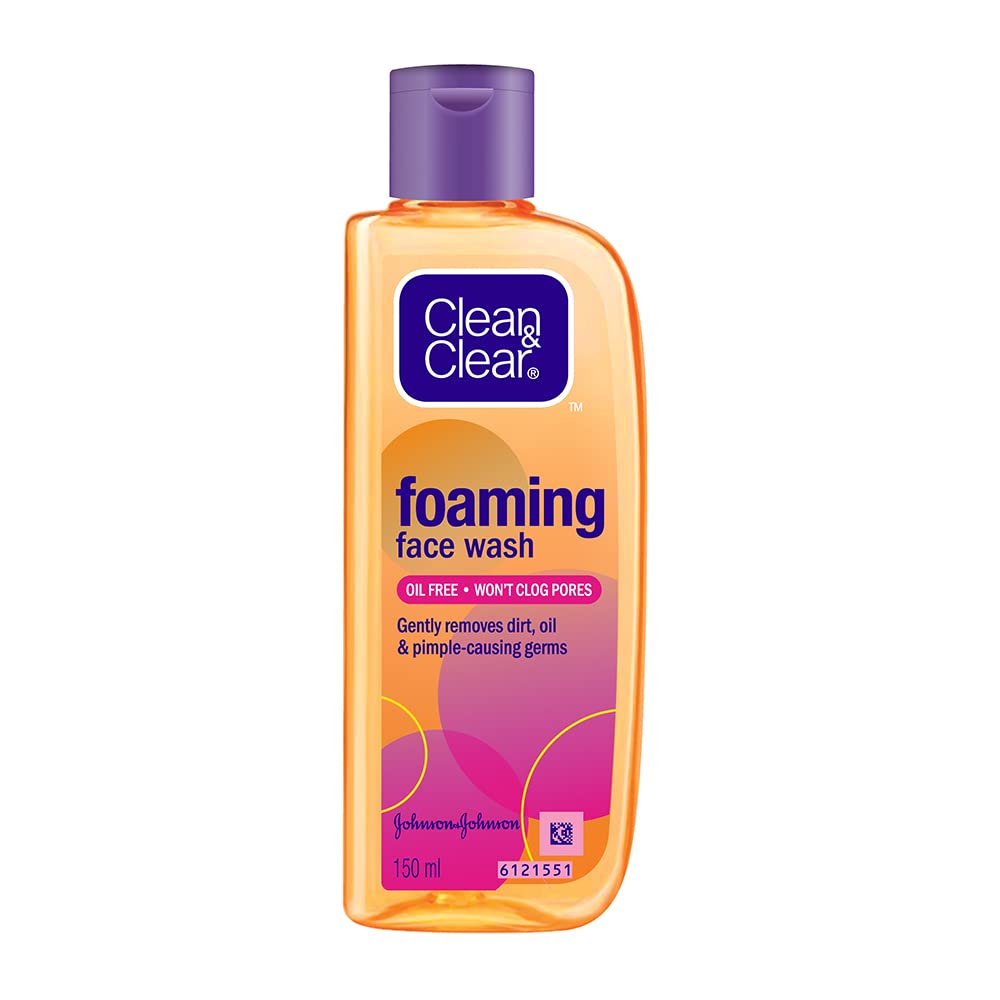 Clean
&
Clear®
TM
foaming
face wash
OIL FREE • WON'T CLOG PORES
Gently removes dirt, oil
& pimple-causing germs
Johnson & Johnson
150 ml
6121551